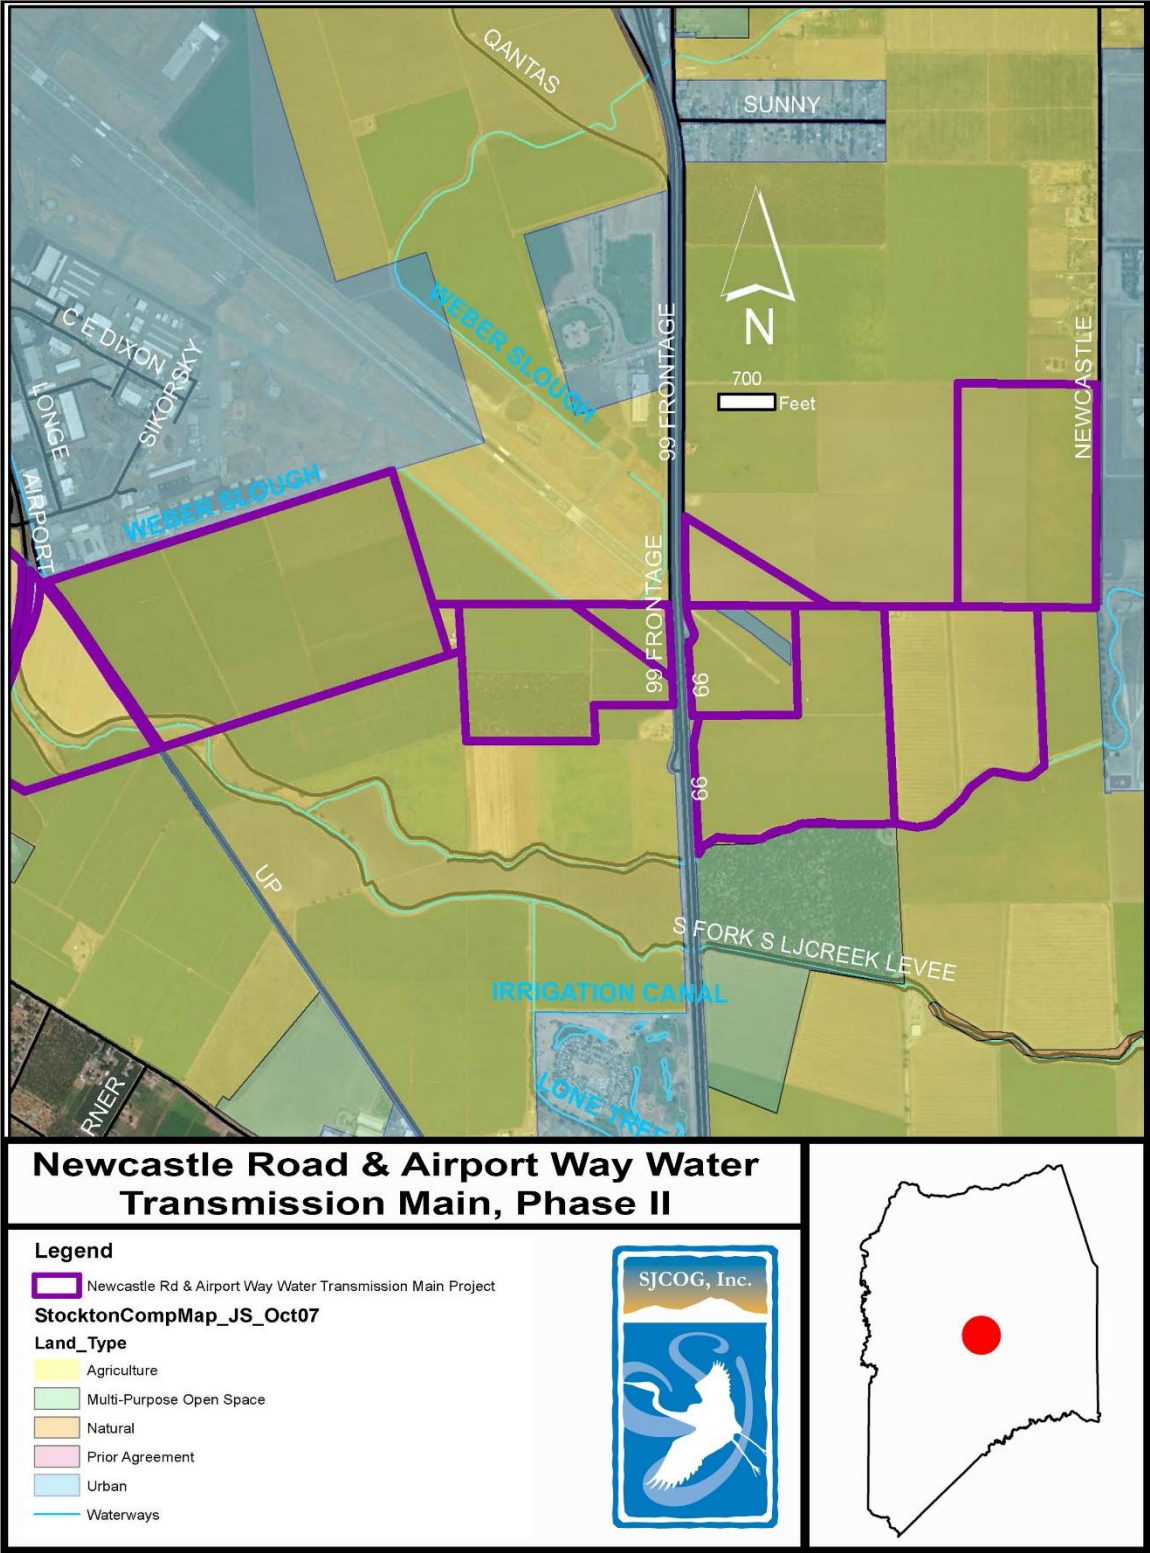 QANTAS
SUNNY
C E DIXON
SIKORSKY
LONGE
AIRPORT
WEBER SLOUGH
WEBER SLOUGH
99 FRONTAGE
99 FRONTAGE
N
700
Feet
NEWCASTLE
99
99
UP
S FORK S LJCREEK LEVEE
IRRIGATION CANAL
LONE TREE
RNER
Newcastle Road & Airport Way Water
Transmission Main, Phase II
Legend
Newcastle Rd & Airport Way Water Transmission Main Project
StocktonCompMap_JS_Oct07
Land_Type
Agriculture
Multi-Purpose Open Space
Natural
Prior Agreement
Urban
Waterways
SJCOG, Inc.